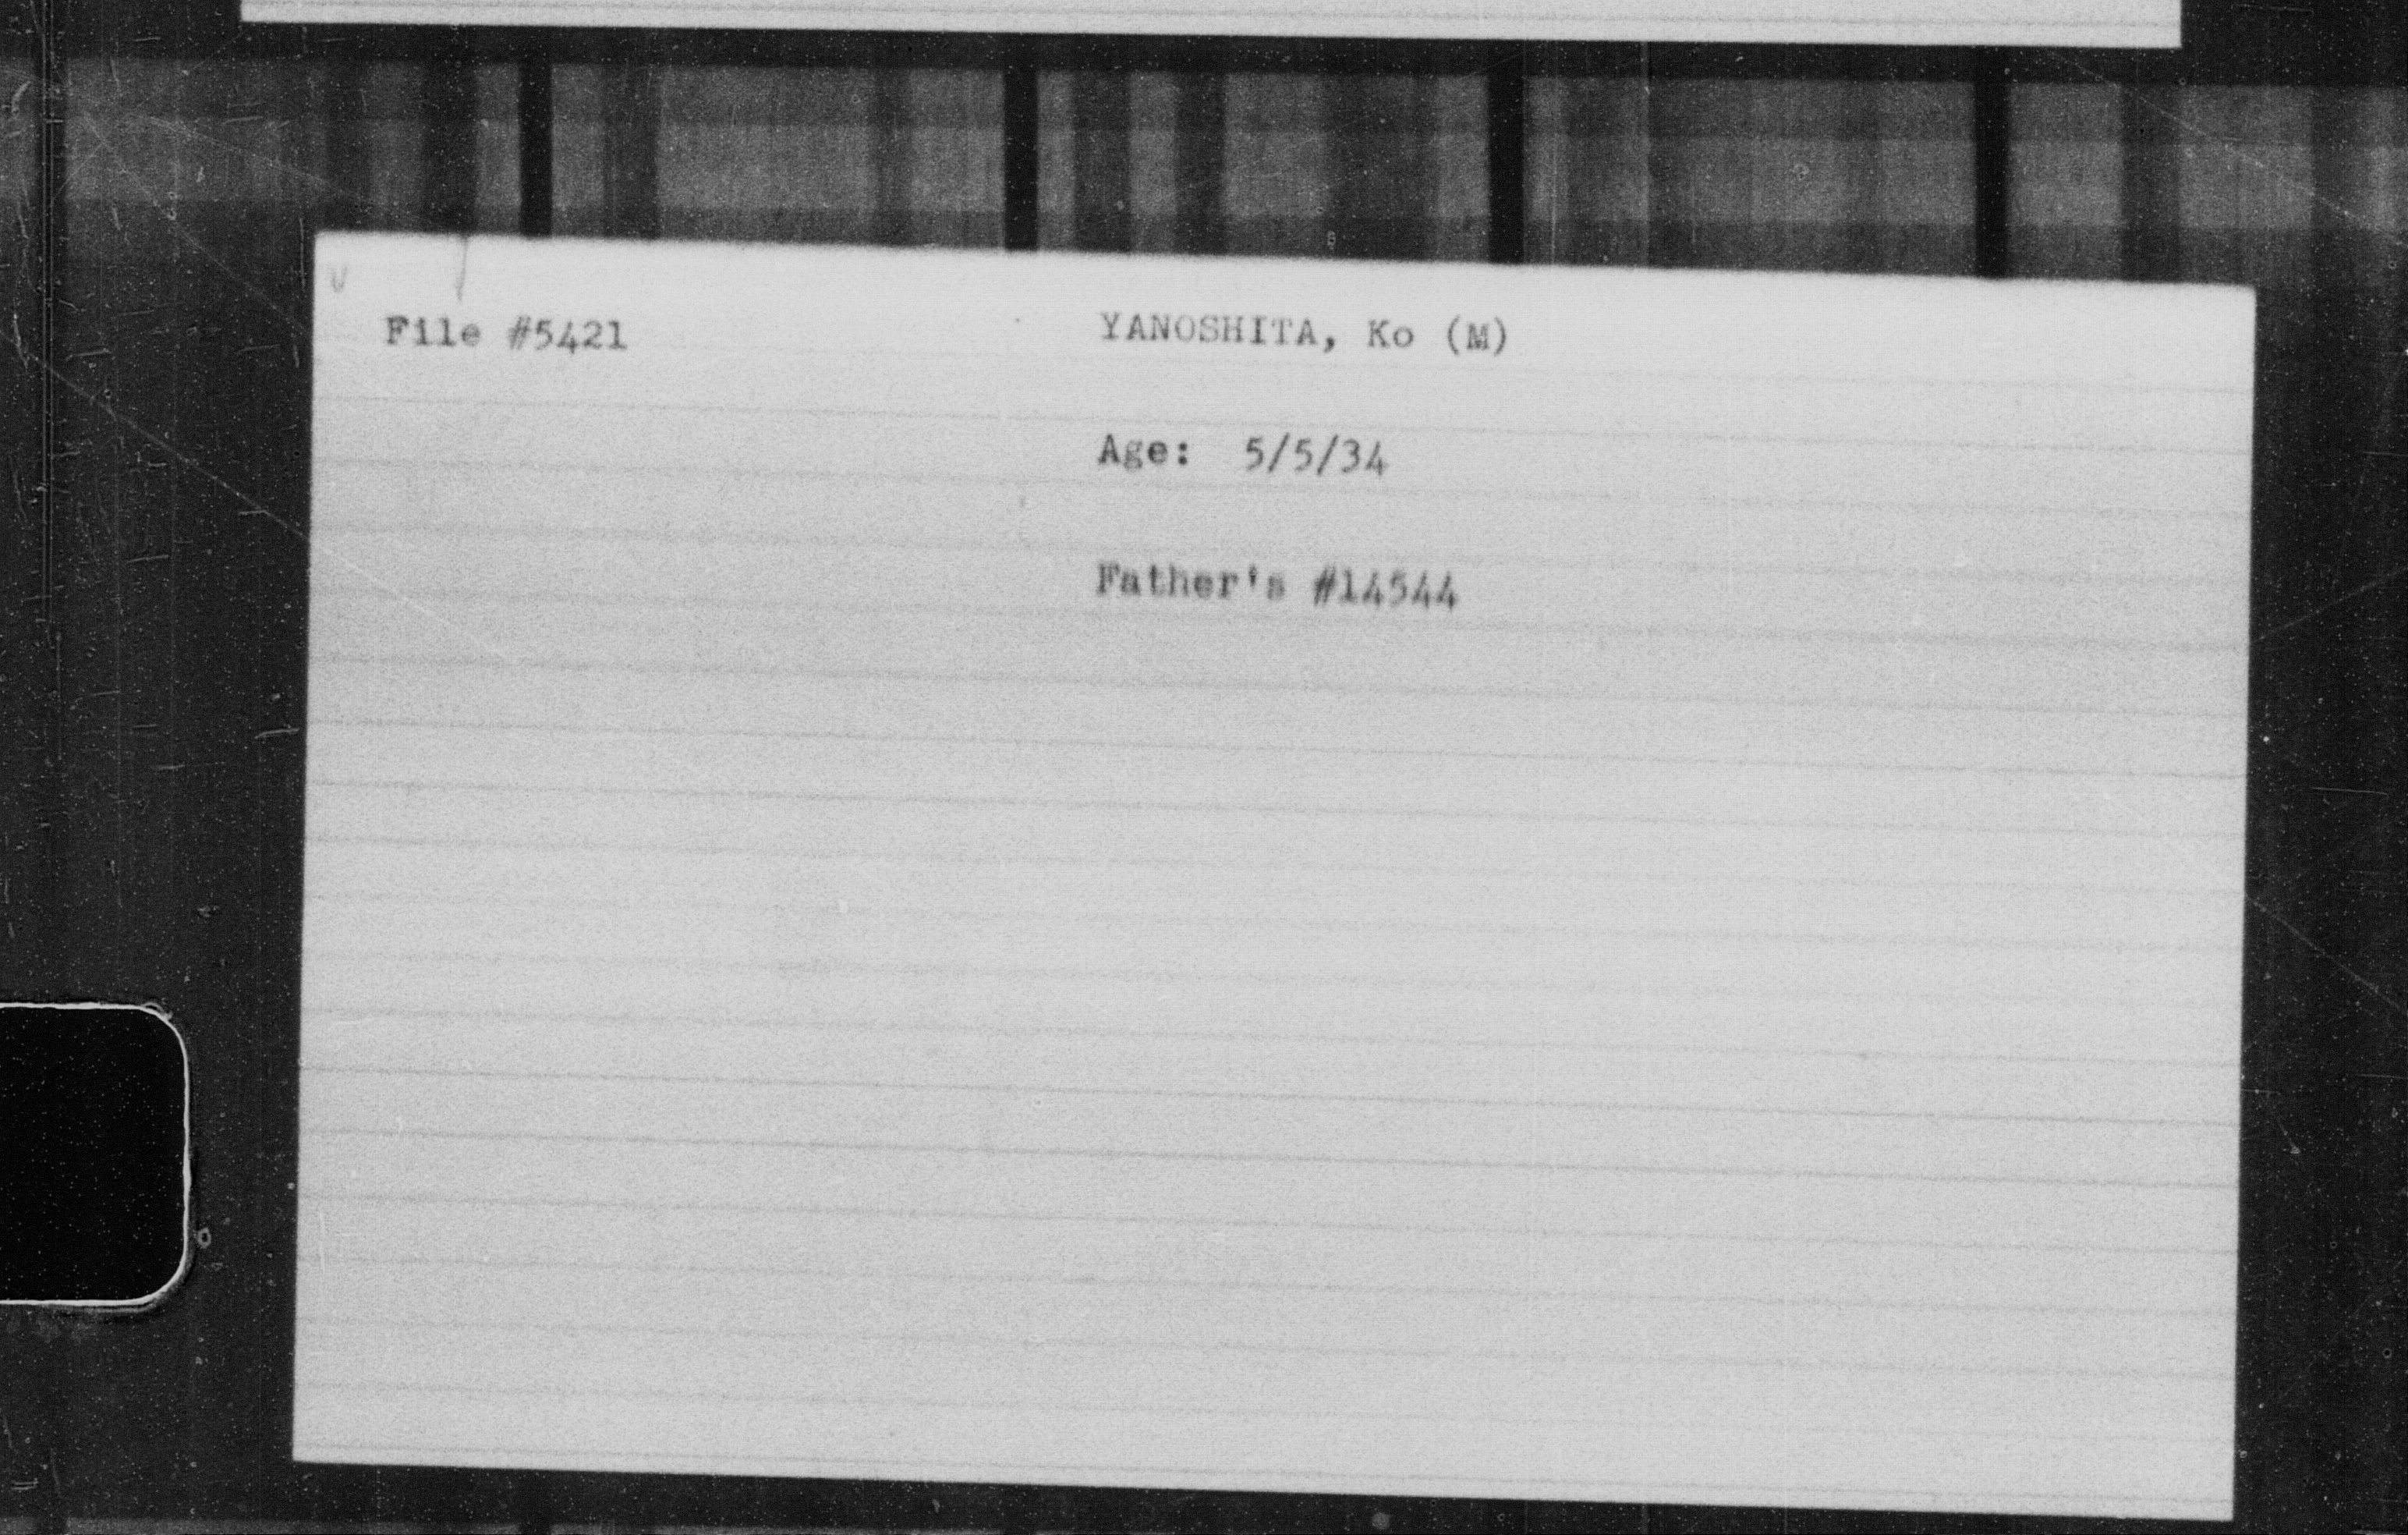 File #5421 YANOSHITA, Ko (M)
Age: 5/5/34
Father's #14544